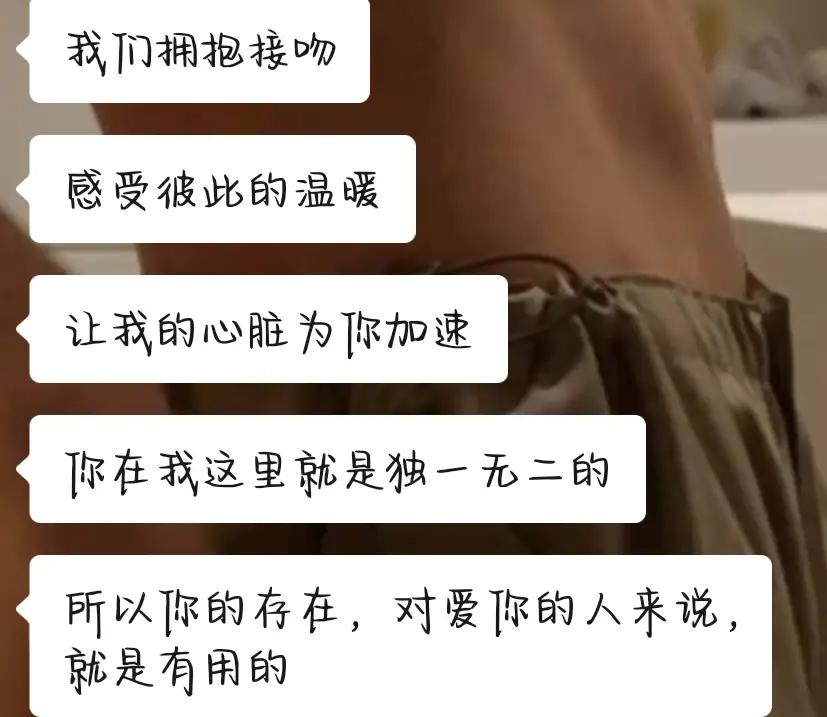 我们拥抱接吻
感受彼此的温暖
让我的心脏为你加速
你在我这里就是独一无二的
所以你的存在，对爱你的人来说，
就是有用的